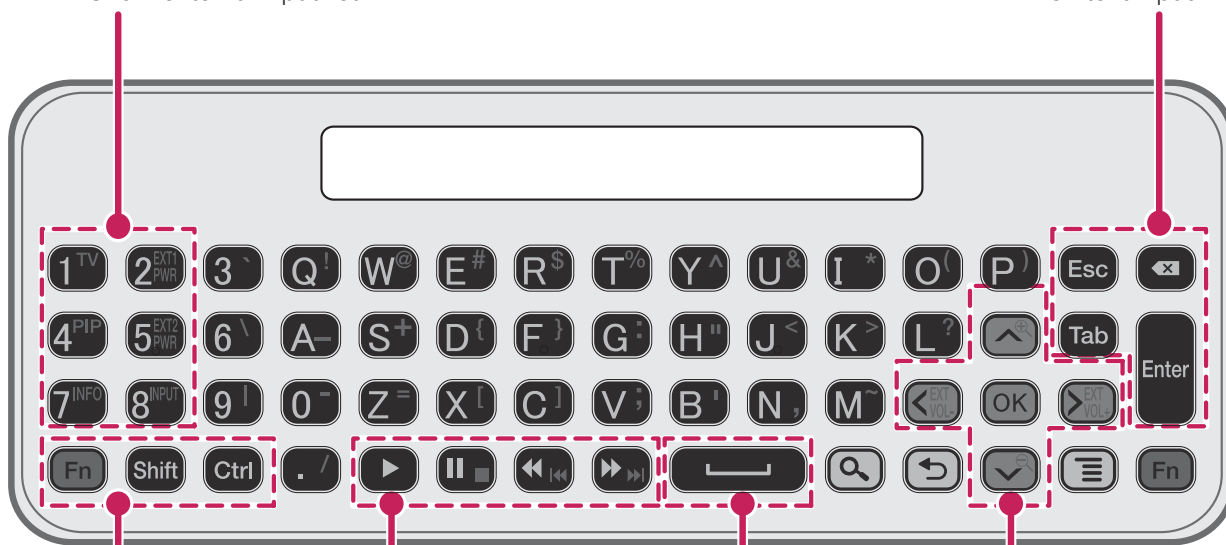 1 TV 2 EXT1 PWR 3 ` Q ! W @ E # R $ T % Y ^ U & I * O ( P ) Esc
4 PIP 5 EXT2 PWR 6 \ A _ S + D { F } G : H " J < K > L ? Tab
Enter
7 INFO 8 INPUT 9 | 0 - Z = X [ C ] V ; B ' N , M ~ < EXT VOL- OK > EXT VOL+
Fn Shift Ctrl . / Fn